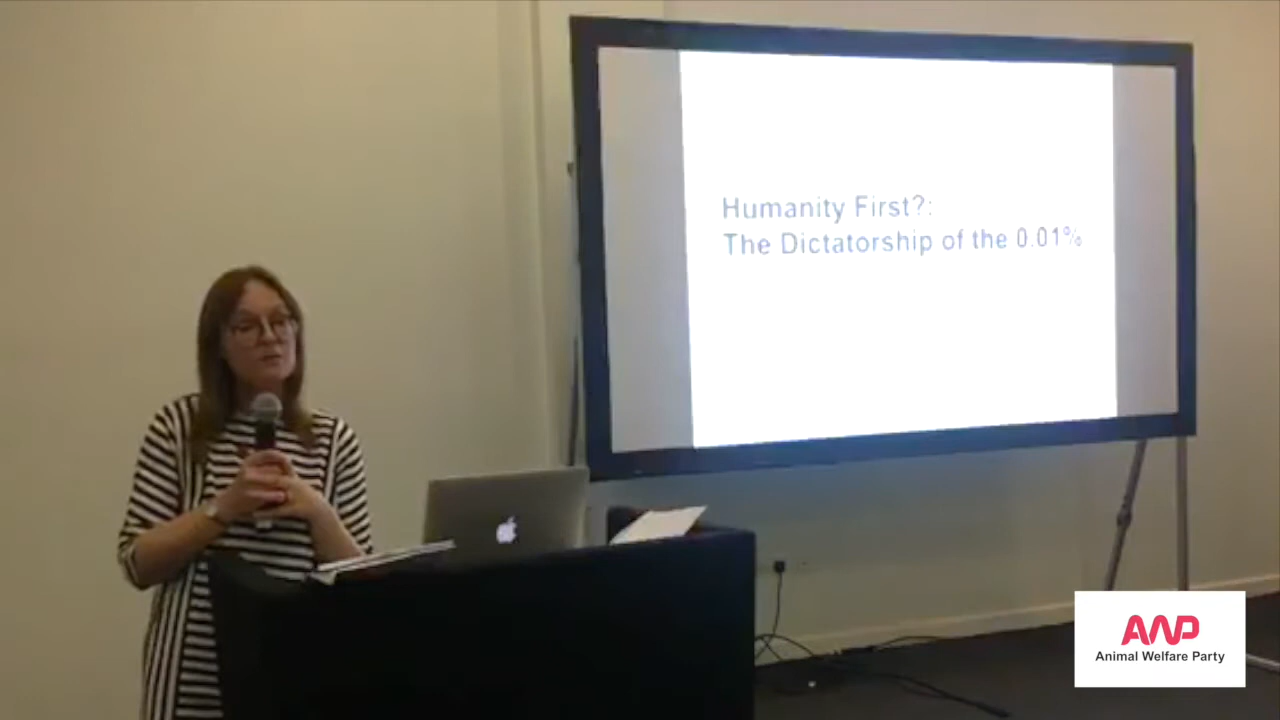 Humanity First?:
The Dictatorship of the 0.01%
AWP
Animal Welfare Party